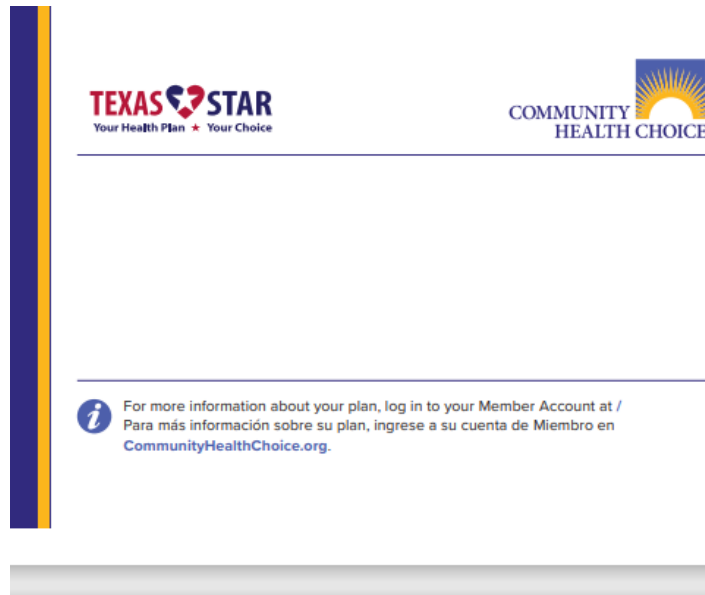 TEXAS STAR
Your Health Plan ★ Your Choice
COMMUNITY
HEALTH CHOICE
For more information about your plan, log in to your Member Account at /
Para más información sobre su plan, ingrese a su cuenta de Miembro en
CommunityHealthChoice.org.